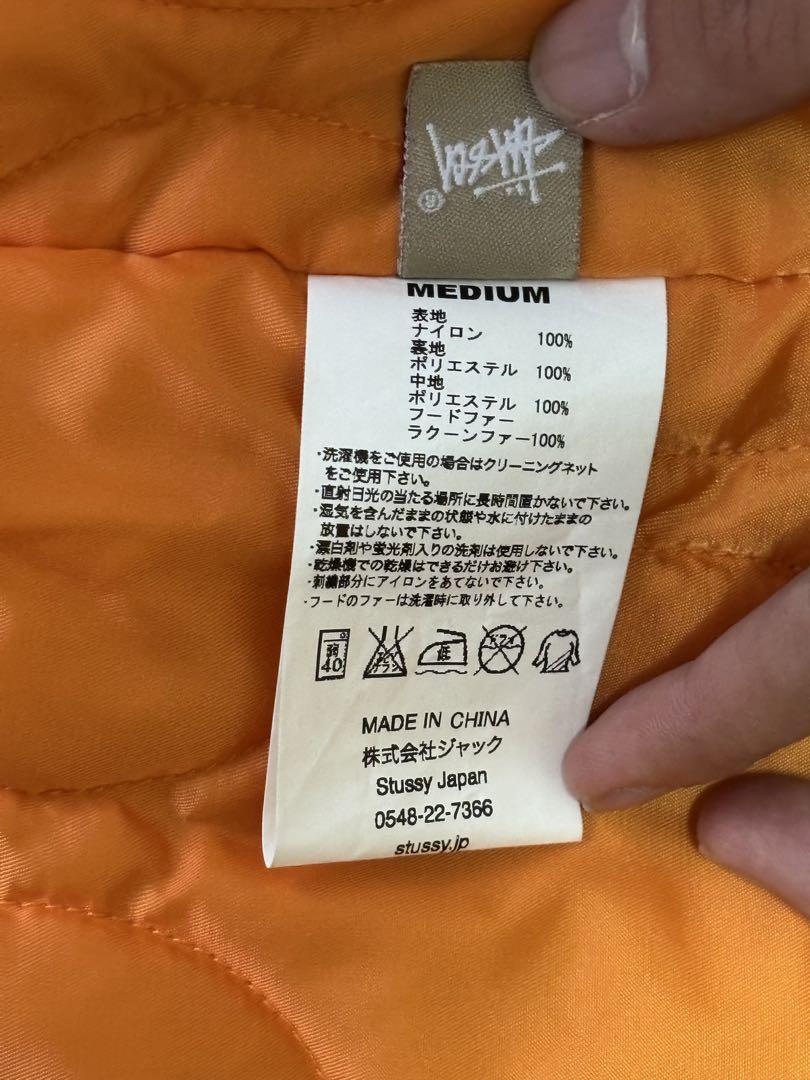 Stussy
®
MEDIUM
表地
ナイロン 100%
裏地
ポリエステル 100%
中地
ポリエステル 100%
フードファー
ラクーンファー100%
・洗濯機をご使用の場合はクリーニングネット
をご使用下さい。
・直射日光の当たる場所に長時間置かないで下さい。
・湿気を含んだままの状態や水に付けたままの
放置はしないで下さい。
・漂白剤や蛍光剤入りの洗剤は使用しないで下さい。
・乾燥機での乾燥はできるだけお避け下さい。
・刺繍部分にアイロンをあてないで下さい。
・フードのファーは洗濯時に取り外して下さい。
弱
40
エンソ
サラシ
低
ドライ
MADE IN CHINA
株式会社ジャック
Stussy Japan
0548-22-7366
stussy.jp